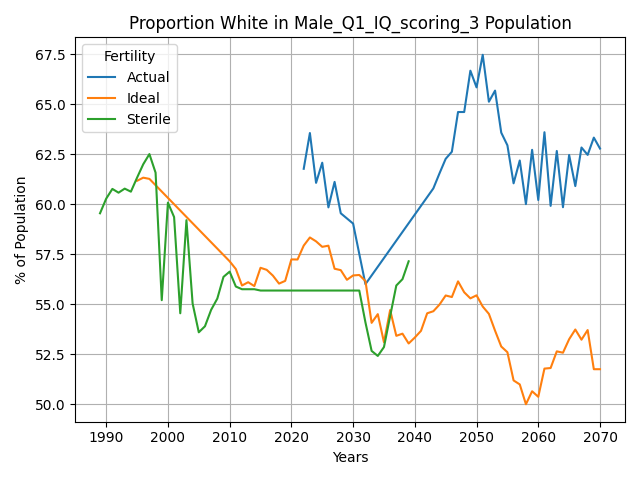 Proportion White in Male_Q1_IQ_scoring_3 Population
Fertility
Actual
Ideal
Sterile
% of Population
67.5
65.0
62.5
60.0
57.5
55.0
52.5
50.0
1990 2000 2010 2020 2030 2040 2050 2060 2070
Years